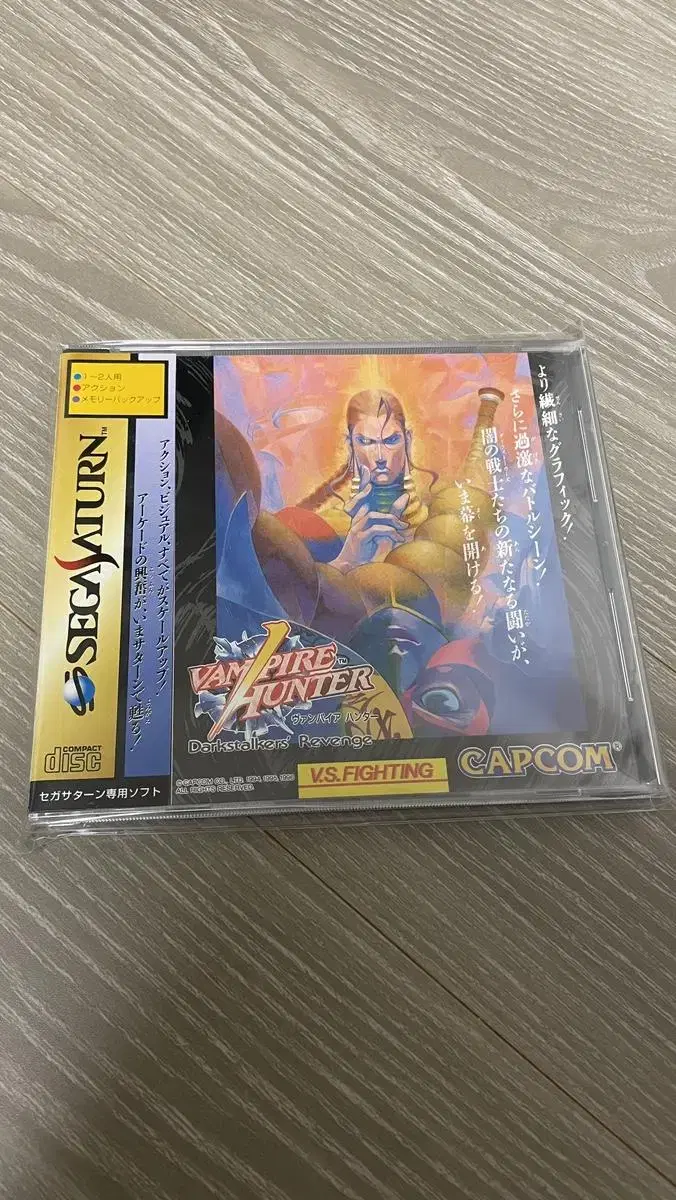 ●1～2人用
●アクション
●メモリーバックアップ
SEGA SATURN™
COMPACT
disc
セガサターン専用ソフト
アクション、ビジュアル、すべてがスケールアップ！
アーケードの興奮が、いまサターンで甦る！
より繊細なグラフィック！
さらに過激なバトルシーン！
闇の戦士たちの新たなる闘いが、
いま幕を開ける！
VAMPIRE™
HUNTER
ヴァンパイア ハンター
Darkstalkers' Revenge
©CAPCOM CO., LTD. 1994, 1995, 1996
ALL RIGHTS RESERVED.
V.S.FIGHTING
CAPCOM®